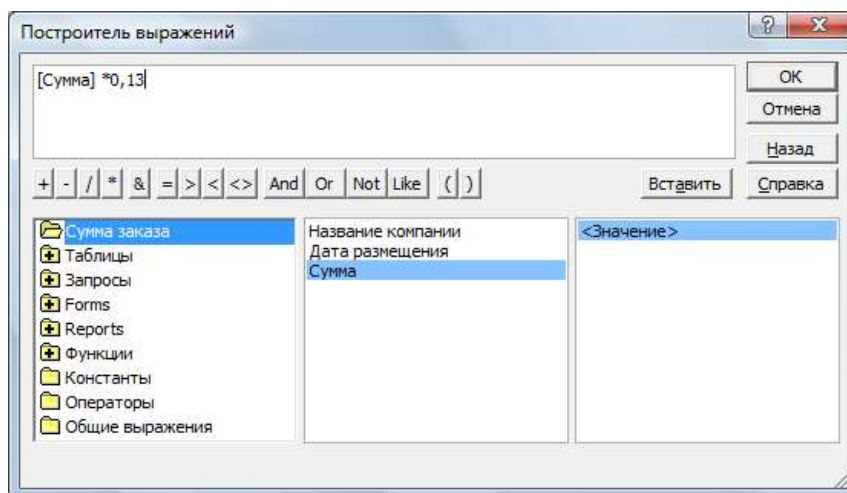 Построитель выражений
?
[Сумма] *0,13
ОК
Отмена
Назад
+ - / * & = > < <> And Or Not Like ( ) Вставить Справка
Сумма заказа
Таблицы
Запросы
Forms
Reports
Функции
Константы
Операторы
Общие выражения
Название компании
Дата размещения
Сумма
<Значение>